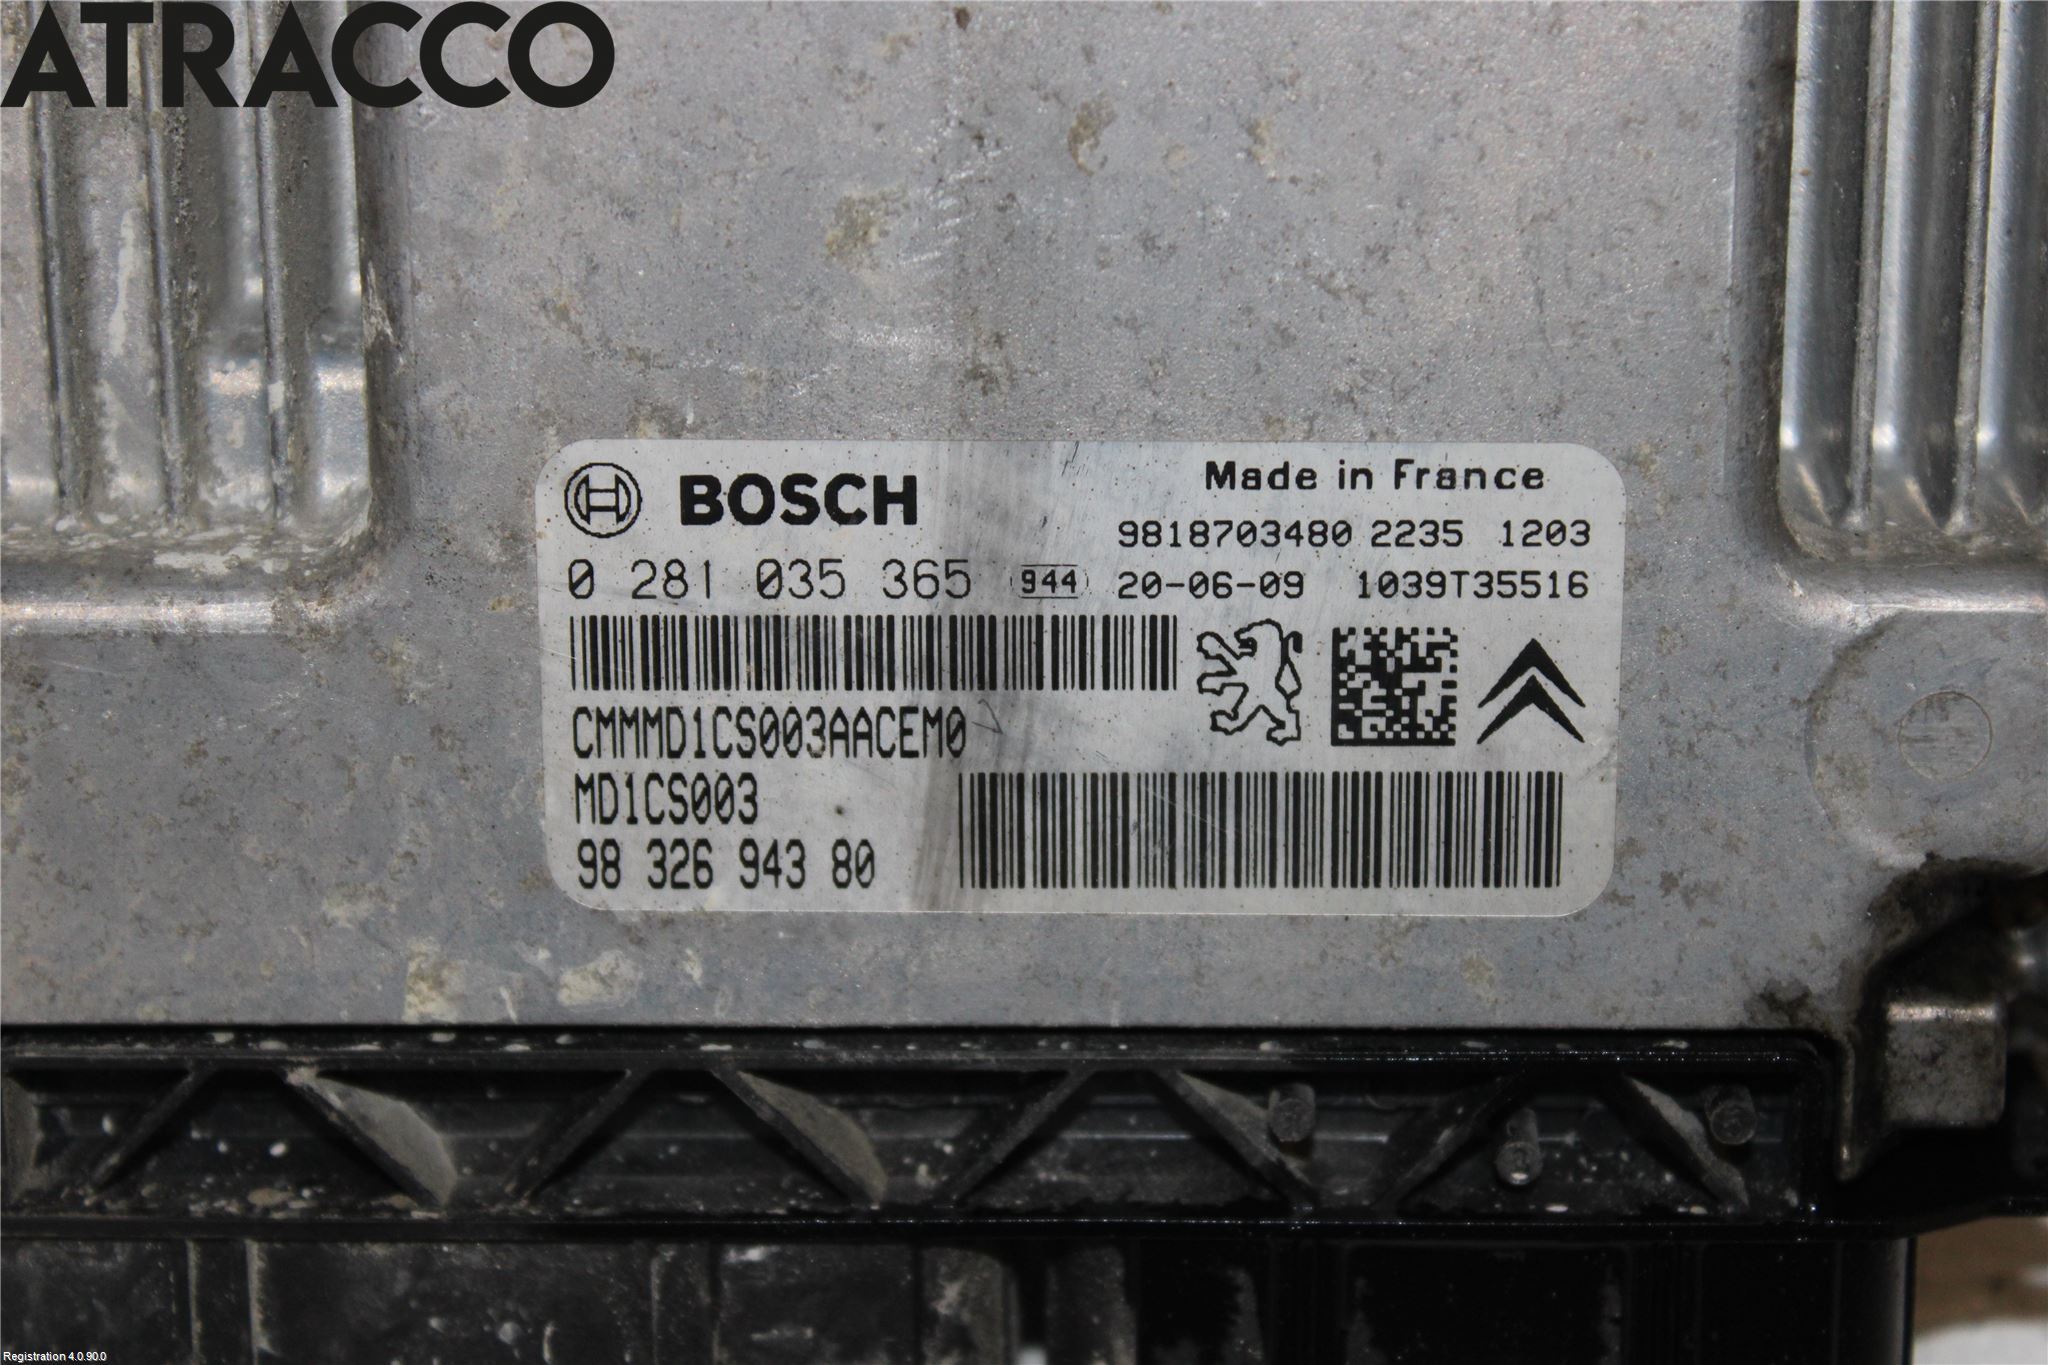 ATRACCO
BOSCH
Made in France
9818703480 2235 1203
0 281 035 365 944 20-06-09 1039T35516
CMMMD1CS003AACEM0
MD1CS003
98 326 943 80
Registration 4.0.90.0